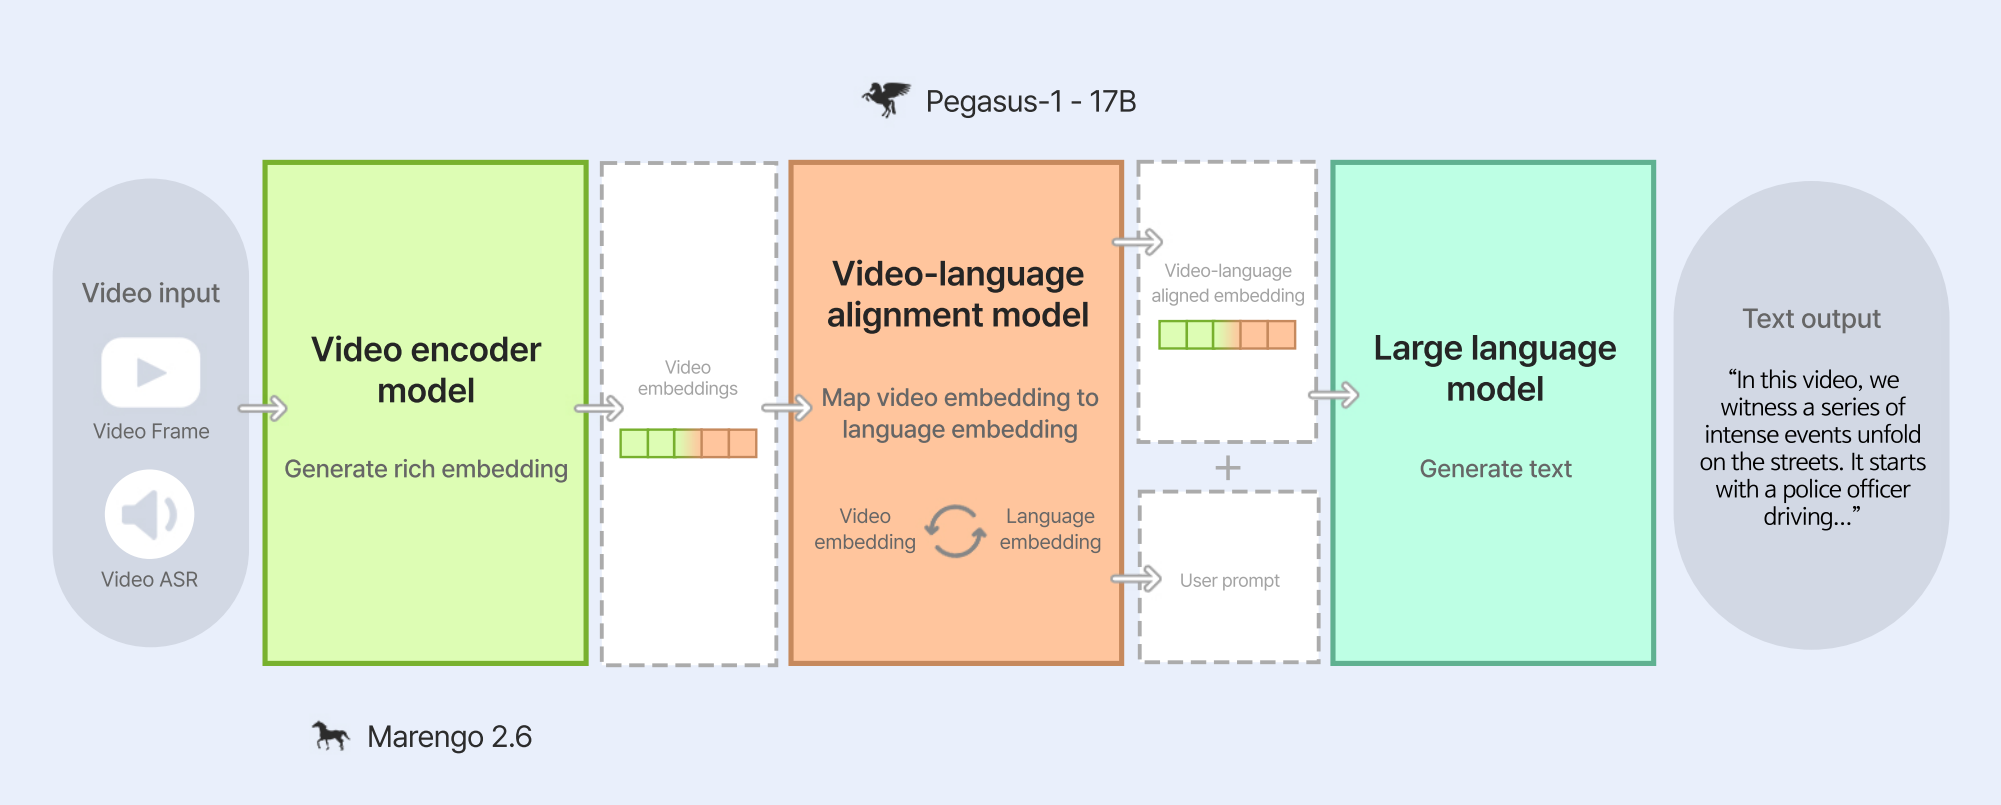 Pegasus-1 - 17B
Video input
Video Frame
Video ASR
Video encoder
model
Generate rich embedding
Video
embeddings
Video-language
alignment model
Map video embedding to
language embedding
Video
embedding
Language
embedding
Video-language
aligned embedding
+
User prompt
Large language
model
Generate text
Text output
“In this video, we
witness a series of
intense events unfold
on the streets. It starts
with a police officer
driving...”
Marengo 2.6